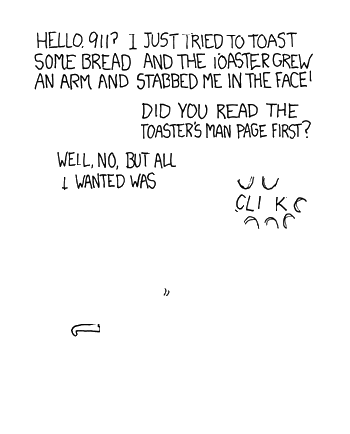 HELLO, 911? I JUST TRIED TO TOAST
SOME BREAD AND THE TOASTER GREW
AN ARM AND STABBED ME IN THE FACE!
DID YOU READ THE
TOASTER'S MAN PAGE FIRST?
WELL, NO, BUT ALL
I WANTED WAS
CLICK